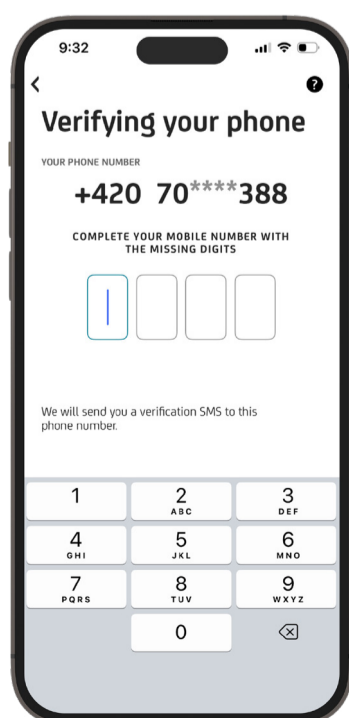 9:32
Verifying your phone
YOUR PHONE NUMBER
+420 70****388
COMPLETE YOUR MOBILE NUMBER WITH
THE MISSING DIGITS
We will send you a verification SMS to this
phone number.
1 2 3
ABC DEF
4 5 6
GHI JKL MNO
7 8 9
PQRS TUV WXYZ
0